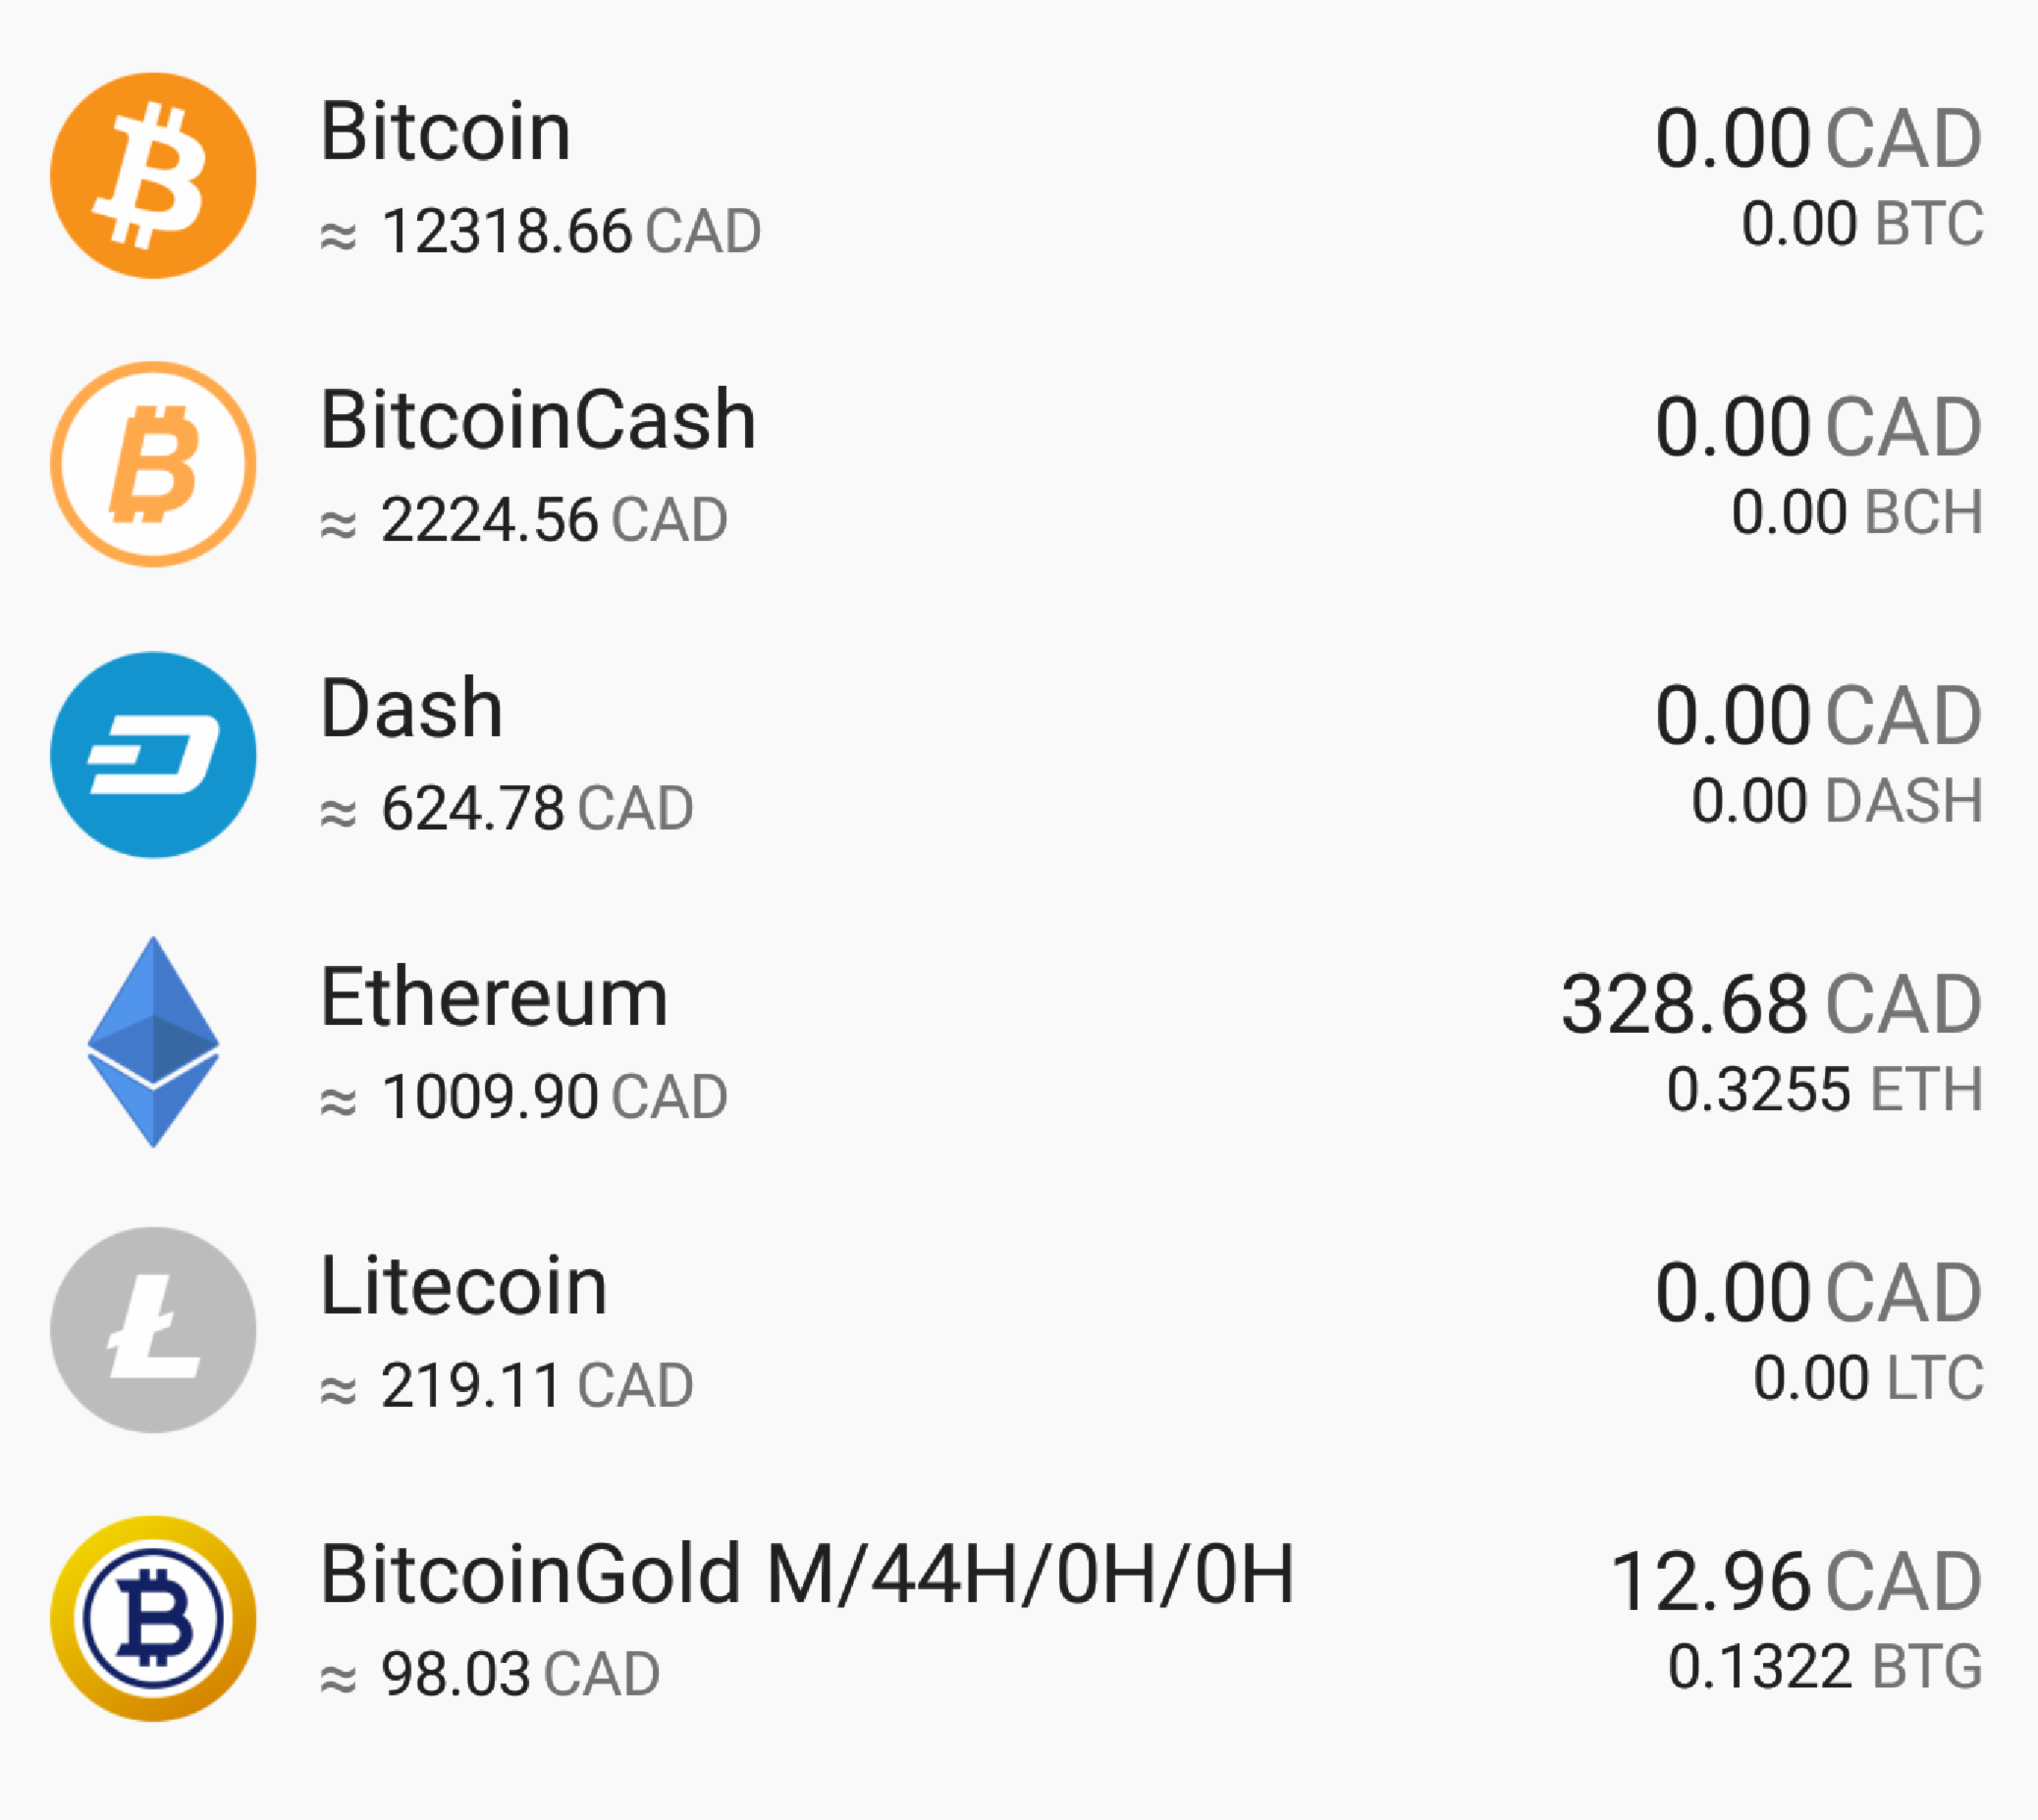 Bitcoin 0.00 CAD
≈ 12318.66 CAD 0.00 BTC
BitcoinCash 0.00 CAD
≈ 2224.56 CAD 0.00 BCH
Dash 0.00 CAD
≈ 624.78 CAD 0.00 DASH
Ethereum 328.68 CAD
≈ 1009.90 CAD 0.3255 ETH
Litecoin 0.00 CAD
≈ 219.11 CAD 0.00 LTC
BitcoinGold M/44H/0H/0H 12.96 CAD
≈ 98.03 CAD 0.1322 BTG